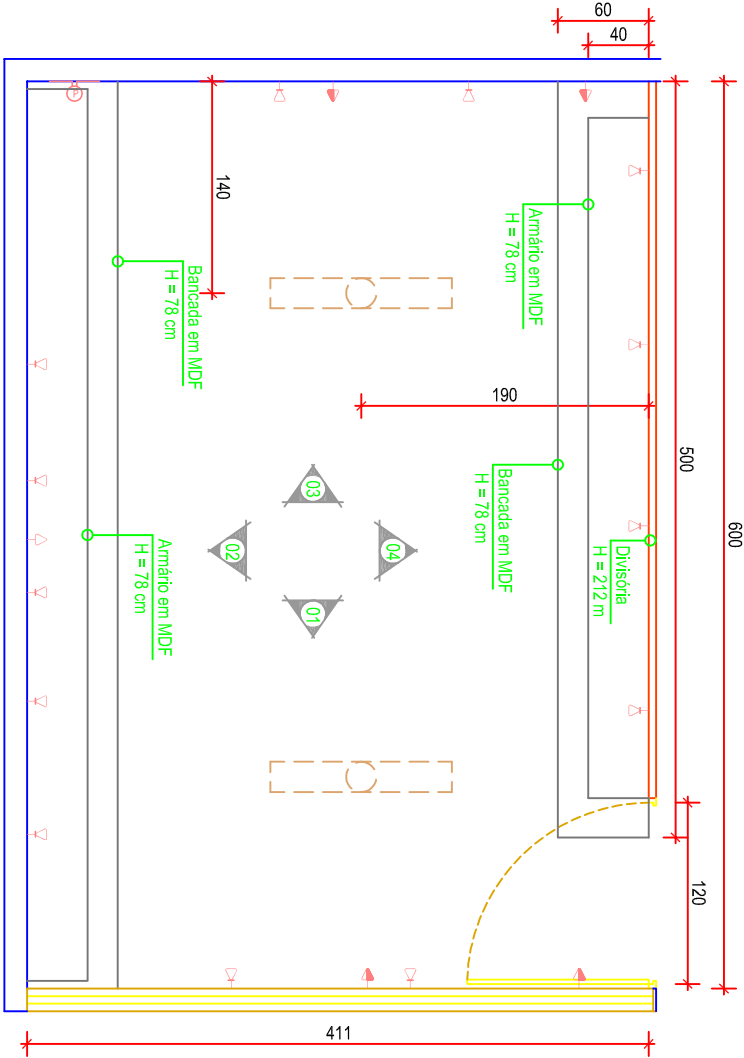 60
40
140
Armário em MDF
H = 78 cm
Bancada em MDF
H = 78 cm
190
500
600
03
Bancada em MDF
H = 78 cm
02
04
Divisória
H = 212 m
Armário em MDF
H = 78 cm
01
120
411
P